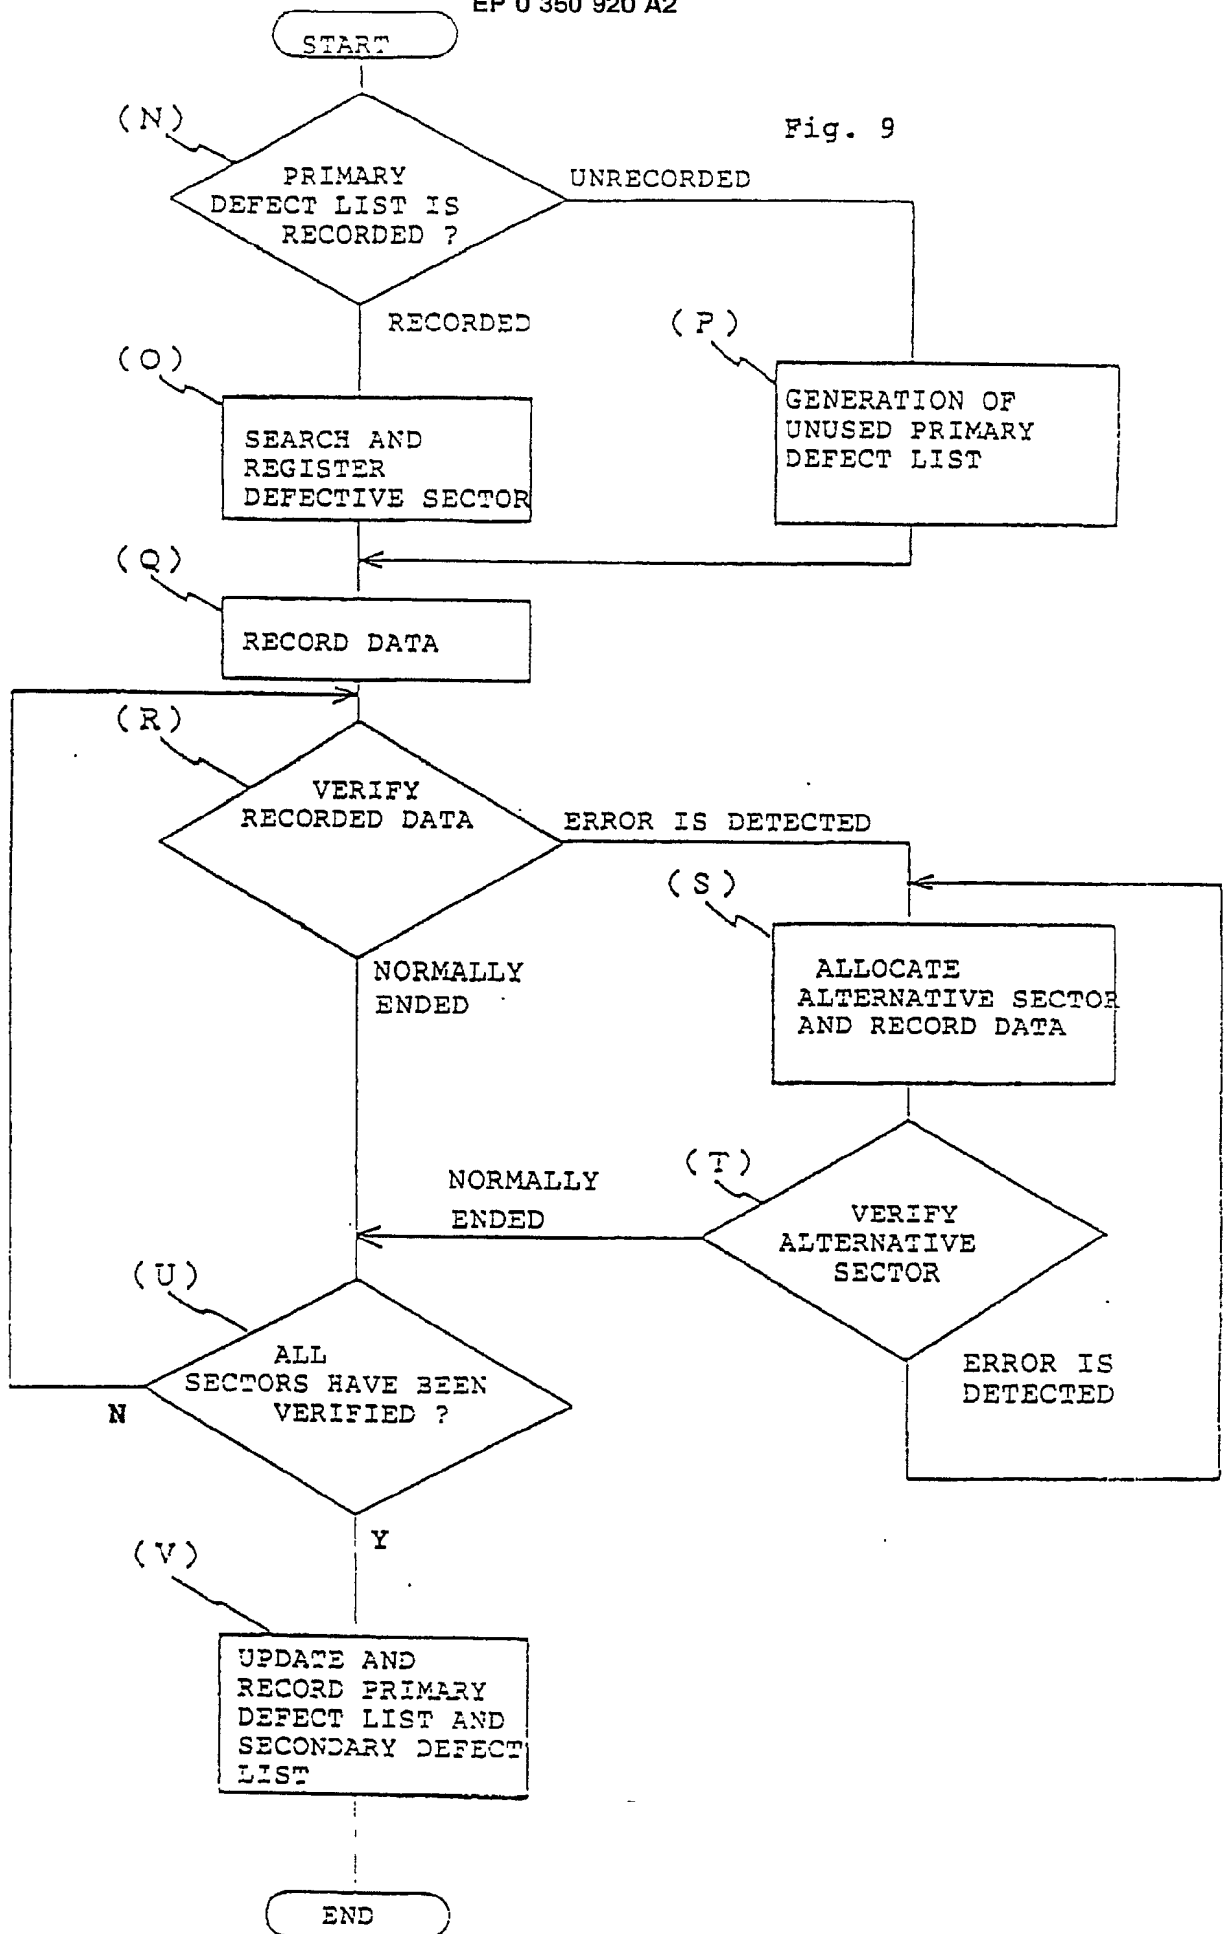 EP 0 350 920 A2
START
(N)
Fig. 9
PRIMARY
DEFECT LIST IS
RECORDED ?
UNRECORDED
RECORDED
(P)
(O)
GENERATION OF
UNUSED PRIMARY
DEFECT LIST
SEARCH AND
REGISTER
DEFECTIVE SECTOR
(Q)
RECORD DATA
(R)
VERIFY
RECORDED DATA
ERROR IS DETECTED
(S)
NORMALLY
ENDED
ALLOCATE
ALTERNATIVE SECTOR
AND RECORD DATA
(T)
NORMALLY
ENDED
VERIFY
ALTERNATIVE
SECTOR
(U)
ALL
SECTORS HAVE BEEN
VERIFIED ?
ERROR IS
DETECTED
N
Y
(V)
UPDATE AND
RECORD PRIMARY
DEFECT LIST AND
SECONDARY DEFECT
LIST
END